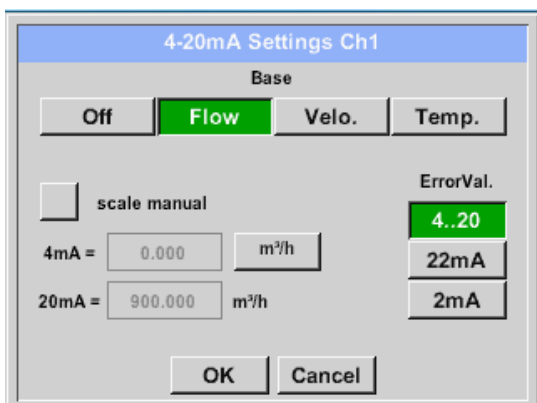 4-20mA Settings Ch1
Base
Off Flow Velo. Temp.
ErrorVal.
scale manual
4..20
4mA = 0.000 m³/h
22mA
20mA = 900.000 m³/h
2mA
OK Cancel